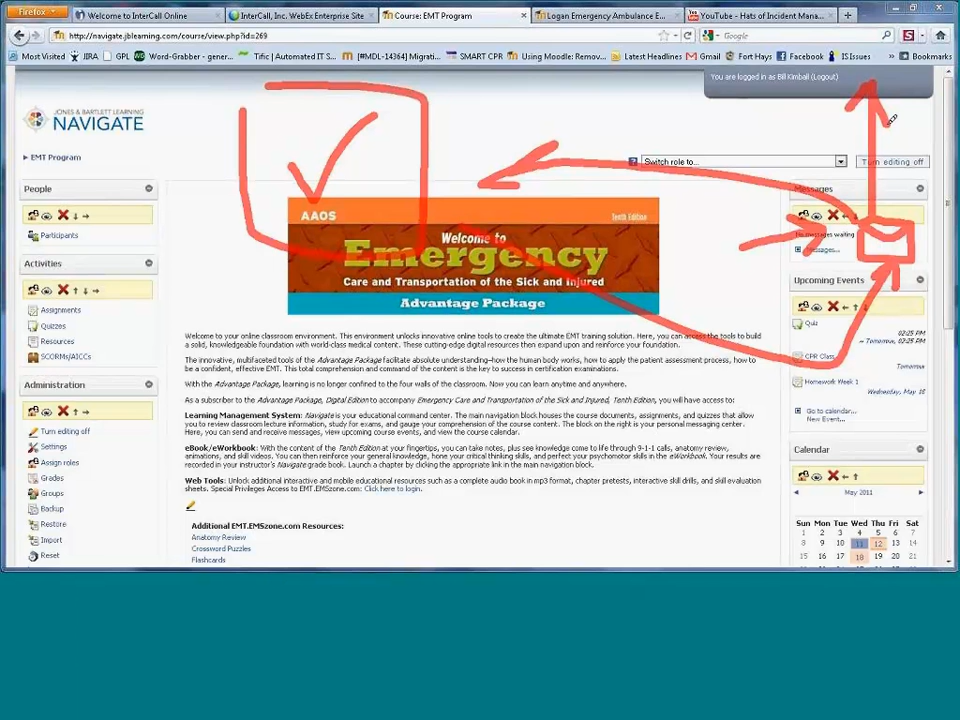 Firefox
Welcome to InterCall Online
InterCall, Inc. WebEx Enterprise Site
Course: EMT Program
Logan Emergency Ambulance E...
YouTube - Hats of Incident Mana...
http://navigate.jblearning.com/course/view.php?id=269
Google
Most Visited
JIRA
GPL
Word-Grabber - gener...
Tific | Automated IT S...
[#MDL-14364] Migrati...
SMART CPR
Using Moodle: Remov...
Latest Headlines
Gmail
Fort Hays
Facebook
IS.Issues
»
Bookmarks
You are logged in as Bill Kimball (Logout)
JONES & BARTLETT LEARNING
NAVIGATE
EMT Program
Switch role to...
Turn editing off
People
Participants
Activities
Assignments
Quizzes
Resources
SCORMs/AICCs
Administration
Turn editing off
Settings
Assign roles
Grades
Groups
Backup
Restore
Import
Reset
AAOS
Tenth Edition
Welcome to
Emergency
Care and Transportation of the Sick and Injured
Advantage Package
Welcome to your online classroom environment. This environment unlocks innovative online tools to create the ultimate EMT training solution. Here, you can access the tools to build
a solid, knowledgeable foundation with world-class medical content. These cutting edge digital resources then expand upon and reinforce your foundation.
The innovative, multifaceted tools of the Advantage Package facilitate absolute understanding—how the human body works, how to apply the patient assessment process, how to
be a confident, effective EMT. This total comprehension and command of the content is the key to success in certification examinations.
With the Advantage Package, learning is no longer confined to the four walls of the classroom. Now you can learn anytime and anywhere.
As a subscriber to the Advantage Package, Digital Edition to accompany Emergency Care and Transportation of the Sick and Injured, Tenth Edition, you will have access to:
Learning Management System: Navigate is your educational command center. The main navigation block houses the course documents, assignments, and quizzes that allow
you to review classroom lecture information, study for exams, and gauge your comprehension of the course content. The block on the right is your personal messaging center.
Here, you can send and receive messages, view upcoming course events, and view the course calendar.
eBook/eWorkbook: With the content of the Tenth Edition at your fingertips, you can take notes, plus see knowledge come to life through 9-1-1 calls, anatomy review,
animations, and skill videos. You can reinforce your general knowledge, hone your critical thinking skills, and perfect your psychomotor skills in the eWorkbook. Your results are
recorded in your instructor's Navigate grade book. Launch a chapter by clicking the appropriate link in the main navigation block.
Web Tools: Unlock additional interactive and mobile educational resources such as a complete audio book in mp3 format, chapter pretests, interactive skill drills, and skill evaluation
sheets. Special Privileges Access to EMT.EMSzone.com: Click here to login.
Additional EMT.EMSzone.com Resources:
Anatomy Review
Crossword Puzzles
Flashcards
Messages
No messages waiting
Messages...
Upcoming Events
Quiz
02:25 PM
→ Tomorrow, 02:25 PM
CPR Class
Tomorrow
Homework Week 1
Wednesday, May 18
Go to calendar...
New Event...
Calendar
May 2011
Sun Mon Tue Wed Thu Fri Sat
1 2 3 4 5 6 7
8 9 10 11 12 13 14
15 16 17 18 19 20 21